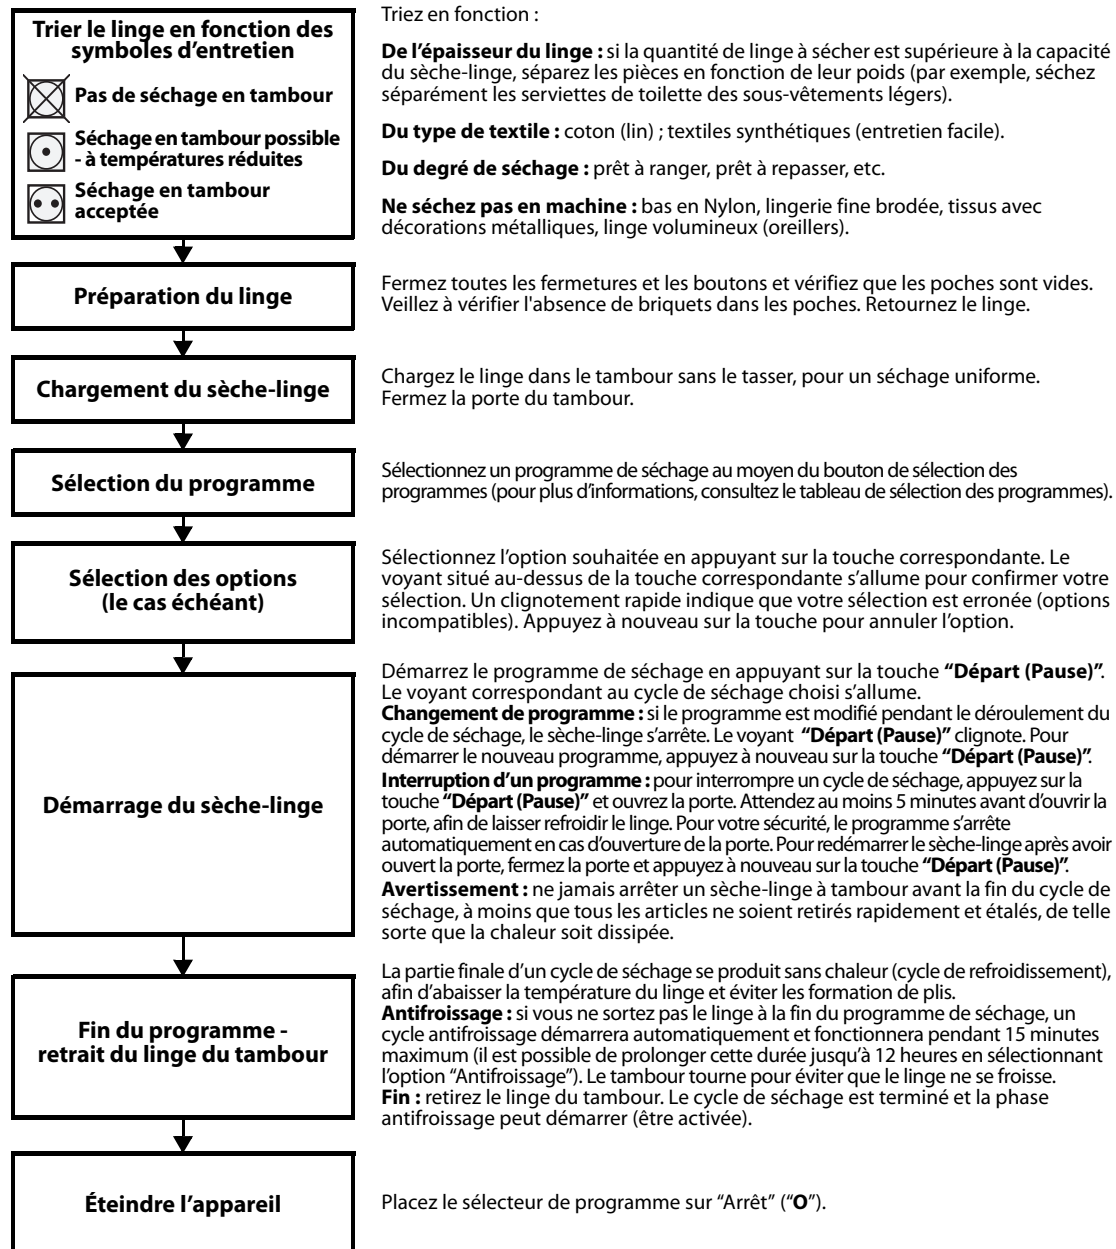 Trier le linge en fonction des
symboles d’entretien
Pas de séchage en tambour
Séchage en tambour possible
- à températures réduites
Séchage en tambour
acceptée
Triez en fonction :
De l’épaisseur du linge : si la quantité de linge à sécher est supérieure à la capacité
du sèche-linge, séparez les pièces en fonction de leur poids (par exemple, séchez
séparément les serviettes de toilette des sous-vêtements légers).
Du type de textile : coton (lin) ; textiles synthétiques (entretien facile).
Du degré de séchage : prêt à ranger, prêt à repasser, etc.
Ne séchez pas en machine : bas en Nylon, lingerie fine brodée, tissus avec
décorations métalliques, linge volumineux (oreillers).
Préparation du linge
Fermez toutes les fermetures et les boutons et vérifiez que les poches sont vides.
Veillez à vérifier l'absence de briquets dans les poches. Retournez le linge.
Chargement du sèche-linge
Chargez le linge dans le tambour sans le tasser, pour un séchage uniforme.
Fermez la porte du tambour.
Sélection du programme
Sélectionnez un programme de séchage au moyen du bouton de sélection des
programmes (pour plus d’informations, consultez le tableau de sélection des programmes).
Sélection des options
(le cas échéant)
Sélectionnez l’option souhaitée en appuyant sur la touche correspondante. Le
voyant situé au-dessus de la touche correspondante s’allume pour confirmer votre
sélection. Un clignotement rapide indique que votre sélection est erronée (options
incompatibles). Appuyez à nouveau sur la touche pour annuler l’option.
Démarrage du sèche-linge
Démarrez le programme de séchage en appuyant sur la touche “Départ (Pause)”.
Le voyant correspondant au cycle de séchage choisi s’allume.
Changement de programme : si le programme est modifié pendant le déroulement du
cycle de séchage, le sèche-linge s’arrête. Le voyant “Départ (Pause)” clignote. Pour
démarrer le nouveau programme, appuyez à nouveau sur la touche “Départ (Pause)”.
Interruption d’un programme : pour interrompre un cycle de séchage, appuyez sur la
touche “Départ (Pause)” et ouvrez la porte. Attendez au moins 5 minutes avant d’ouvrir la
porte, afin de laisser refroidir le linge. Pour votre sécurité, le programme s’arrête
automatiquement en cas d’ouverture de la porte. Pour redémarrer le sèche-linge après avoir
ouvert la porte, fermez la porte et appuyez à nouveau sur la touche “Départ (Pause)”.
Avertissement : ne jamais arrêter un sèche-linge à tambour avant la fin du cycle de
séchage, à moins que tous les articles ne soient retirés rapidement et étalés, de telle
sorte que la chaleur soit dissipée.
Fin du programme -
retrait du linge du tambour
La partie finale d’un cycle de séchage se produit sans chaleur (cycle de refroidissement),
afin d’abaisser la température du linge et éviter les formation de plis.
Antifroissage : si vous ne sortez pas le linge à la fin du programme de séchage, un
cycle antifroissage démarrera automatiquement et fonctionnera pendant 15 minutes
maximum (il est possible de prolonger cette durée jusqu’à 12 heures en sélectionnant
l’option “Antifroissage”). Le tambour tourne pour éviter que le linge ne se froisse.
Fin : retirez le linge du tambour. Le cycle de séchage est terminé et la phase
antifroissage peut démarrer (être activée).
Éteindre l’appareil
Placez le sélecteur de programme sur “Arrêt” (“O”).